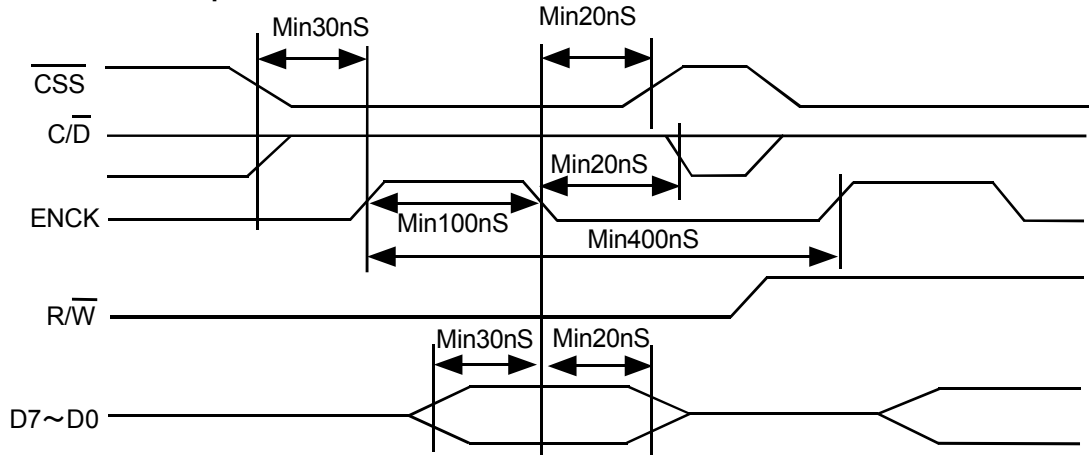 Min30nS
Min20nS
CSS
C/D
Min20nS
ENCK
Min100nS
Min400nS
R/W
Min30nS
Min20nS
D7～D0